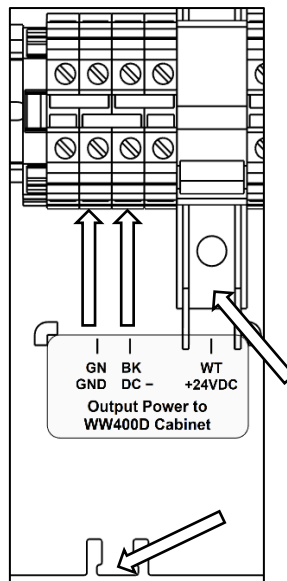 GN BK WT
GND DC – +24VDC
Output Power to
WW400D Cabinet